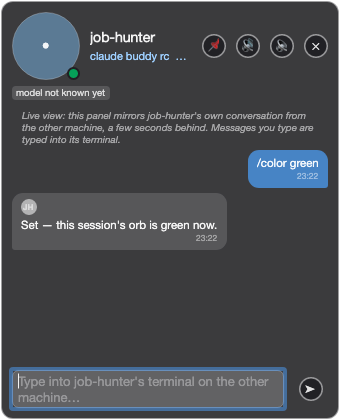 job-hunter
claude buddy rc ...
model not known yet
Live view: this panel mirrors job-hunter's own conversation from
the other machine, a few seconds behind. Messages you type are
typed into its terminal.
/color green
23:22
JH
Set — this session's orb is green now.
23:22
Type into job-hunter's terminal on the other
machine…